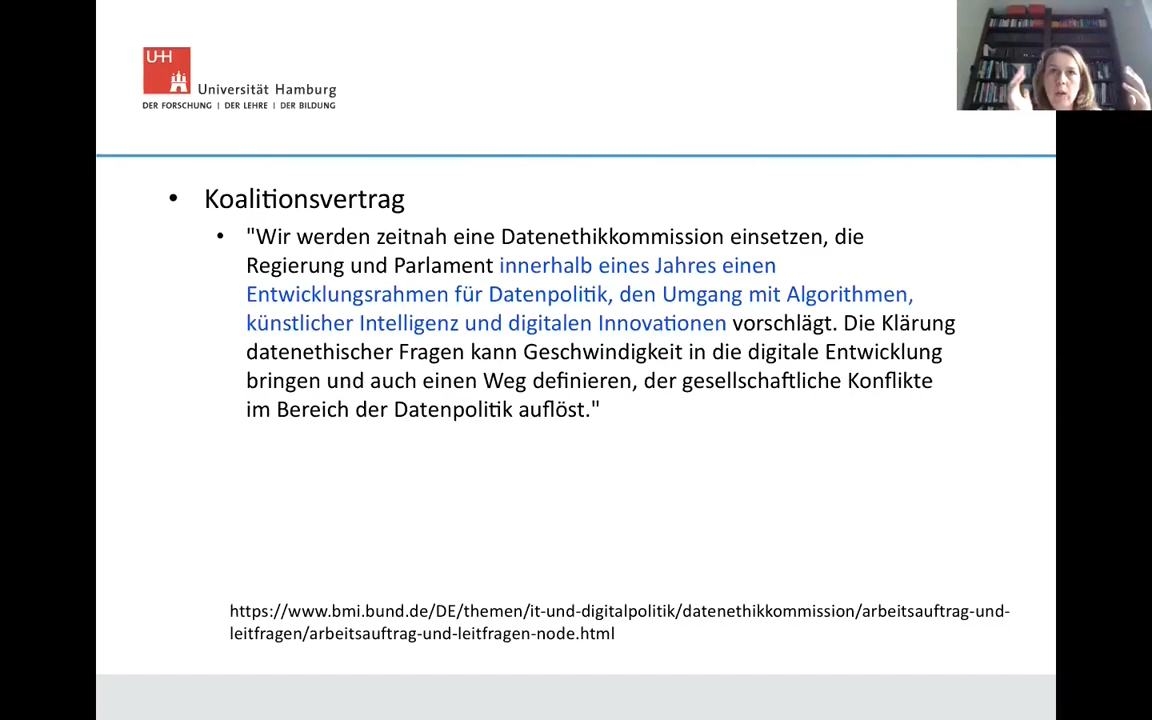 UHH
Universität Hamburg
DER FORSCHUNG | DER LEHRE | DER BILDUNG
• Koalitionsvertrag
• "Wir werden zeitnah eine Datenethikkommission einsetzen, die
Regierung und Parlament innerhalb eines Jahres einen
Entwicklungsrahmen für Datenpolitik, den Umgang mit Algorithmen,
künstlicher Intelligenz und digitalen Innovationen vorschlägt. Die Klärung
datenethischer Fragen kann Geschwindigkeit in die digitale Entwicklung
bringen und auch einen Weg definieren, der gesellschaftliche Konflikte
im Bereich der Datenpolitik auflöst."
https://www.bmi.bund.de/DE/themen/it-und-digitalpolitik/datenethikkommission/arbeitsauftrag-und-
leitfragen/arbeitsauftrag-und-leitfragen-node.html